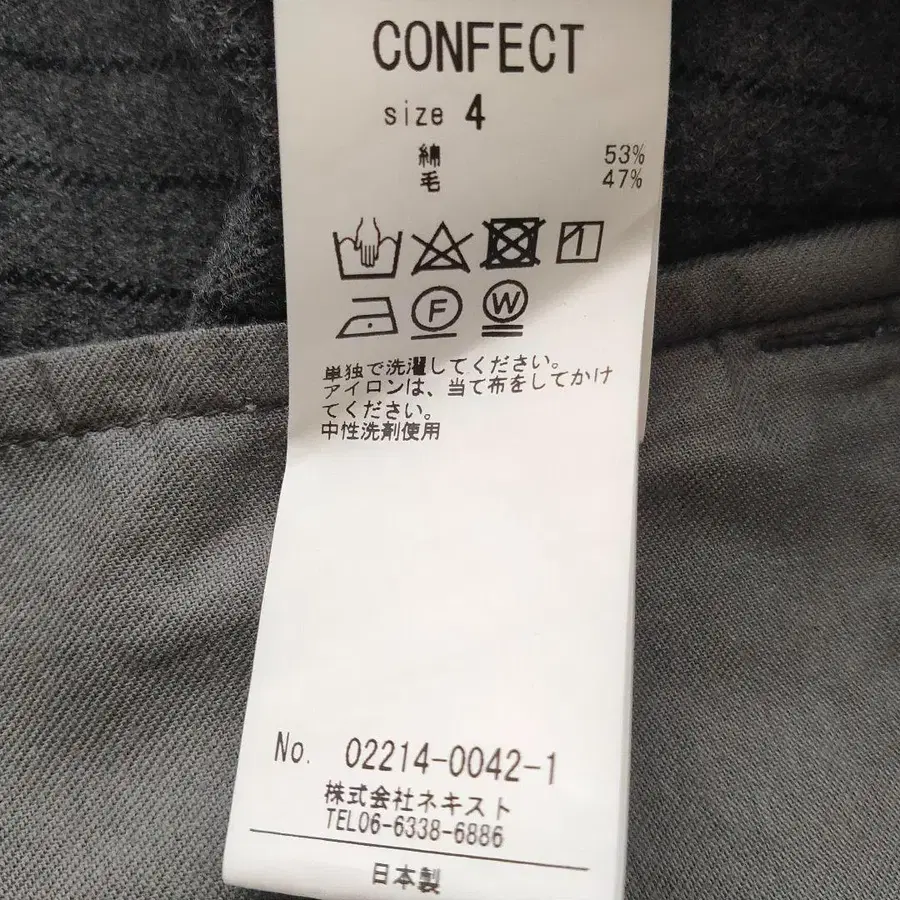 CONFECT
size 4
綿 53%
毛 47%
F W
単独で洗濯してください。
アイロンは、当て布をしてかけ
てください。
中性洗剤使用
No. 02214-0042-1
株式会社ネキスト
TEL06-6338-6886
日本製